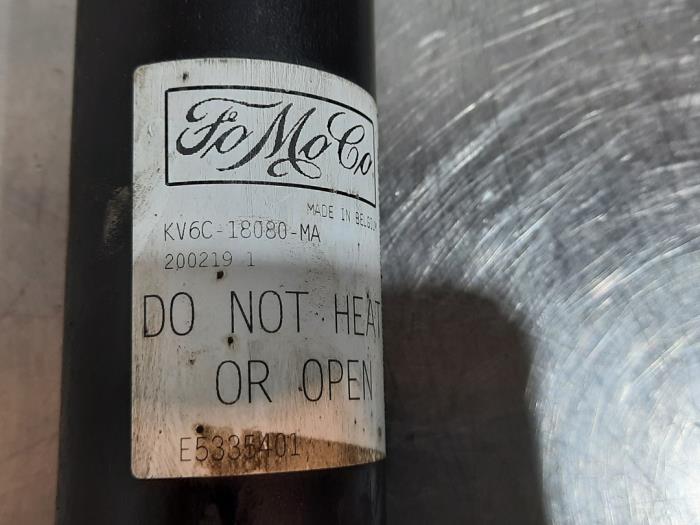 FoMoCo
MADE IN BELGIUM
KV6C-18080-MA
200219 1
DO NOT HEAT
OR OPEN
E5335401